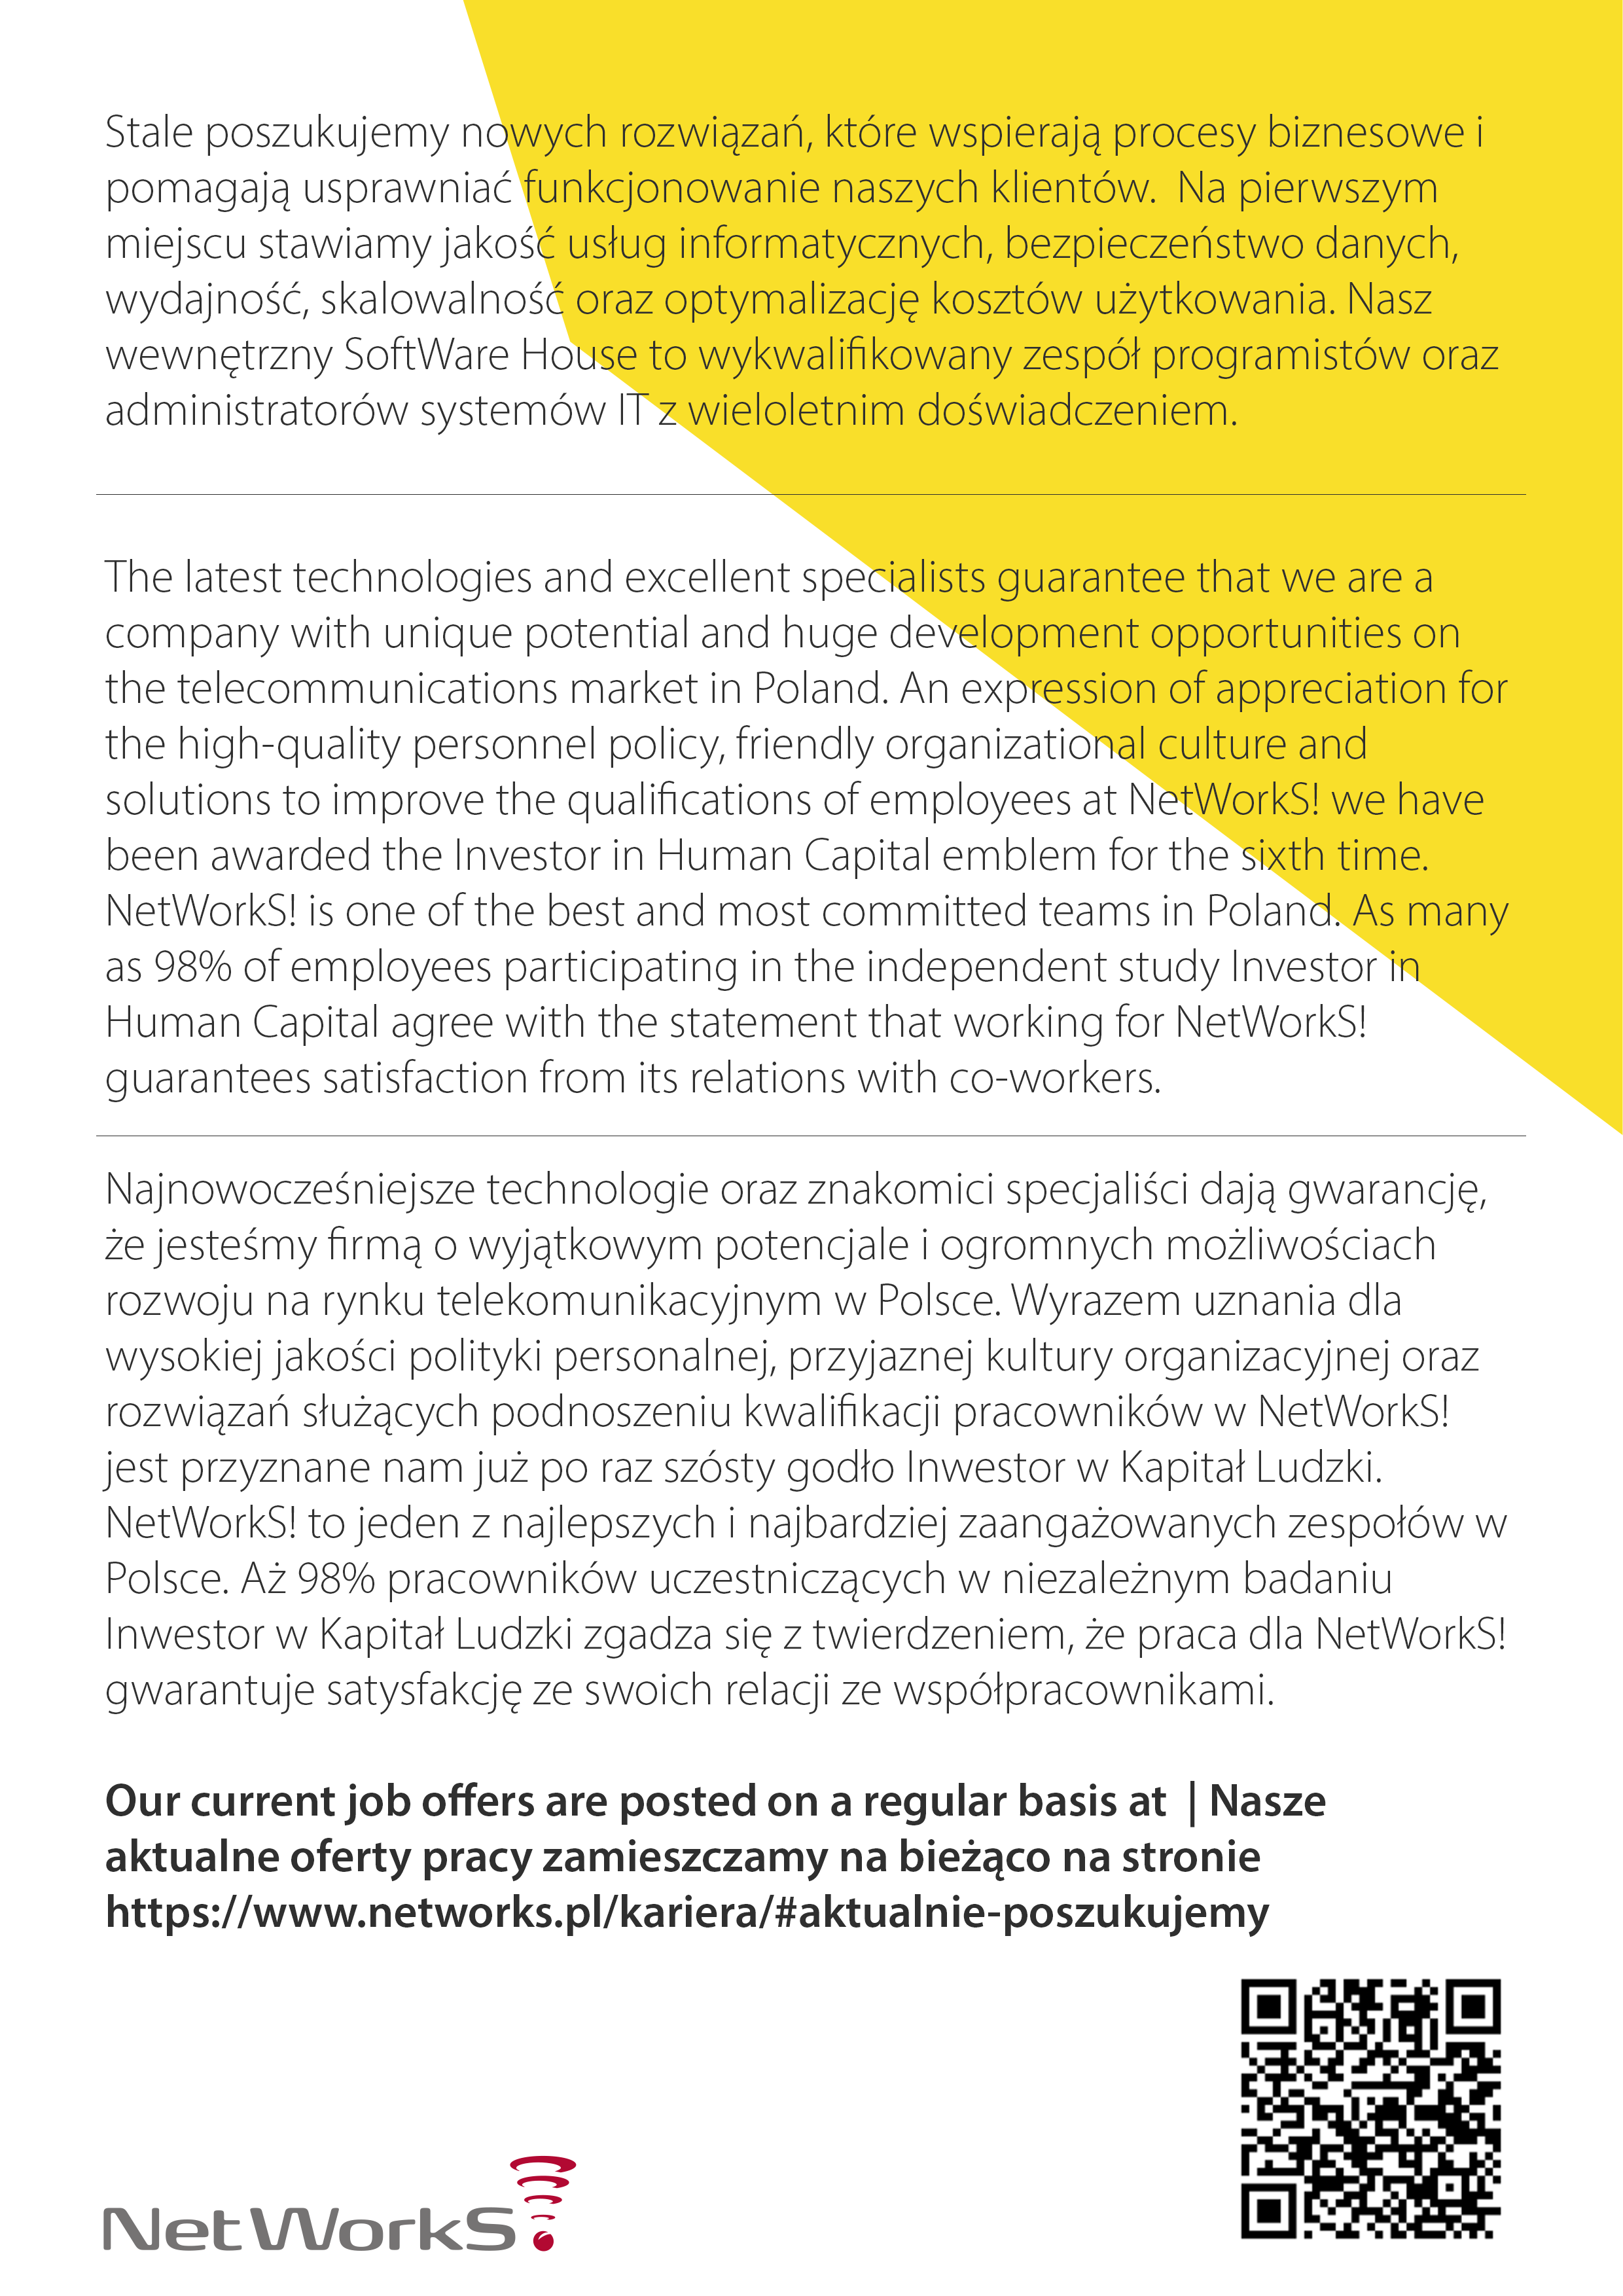 Stale poszukujemy nowych rozwiązań, które wspierają procesy biznesowe i
pomagają usprawniać funkcjonowanie naszych klientów.  Na pierwszym
miejscu stawiamy jakość usług informatycznych, bezpieczeństwo danych,
wydajność, skalowalność oraz optymalizację kosztów użytkowania. Nasz
wewnętrzny SoftWare House to wykwalifikowany zespół programistów oraz
administratorów systemów IT z wieloletnim doświadczeniem.
The latest technologies and excellent specialists guarantee that we are a
company with unique potential and huge development opportunities on
the telecommunications market in Poland. An expression of appreciation for
the high-quality personnel policy, friendly organizational culture and
solutions to improve the qualifications of employees at NetWorkS! we have
been awarded the Investor in Human Capital emblem for the sixth time.
NetWorkS! is one of the best and most committed teams in Poland. As many
as 98% of employees participating in the independent study Investor in
Human Capital agree with the statement that working for NetWorkS!
guarantees satisfaction from its relations with co-workers.
Najnowocześniejsze technologie oraz znakomici specjaliści dają gwarancję,
że jesteśmy firmą o wyjątkowym potencjale i ogromnych możliwościach
rozwoju na rynku telekomunikacyjnym w Polsce. Wyrazem uznania dla
wysokiej jakości polityki personalnej, przyjaznej kultury organizacyjnej oraz
rozwiązań służących podnoszeniu kwalifikacji pracowników w NetWorkS!
jest przyznane nam już po raz szósty godło Inwestor w Kapitał Ludzki.
NetWorkS! to jeden z najlepszych i najbardziej zaangażowanych zespołów w
Polsce. Aż 98% pracowników uczestniczących w niezależnym badaniu
Inwestor w Kapitał Ludzki zgadza się z twierdzeniem, że praca dla NetWorkS!
gwarantuje satysfakcję ze swoich relacji ze współpracownikami.
Our current job offers are posted on a regular basis at  | Nasze
aktualne oferty pracy zamieszczamy na bieżąco na stronie
https://www.networks.pl/kariera/#aktualnie-poszukujemy
NetWorkS!